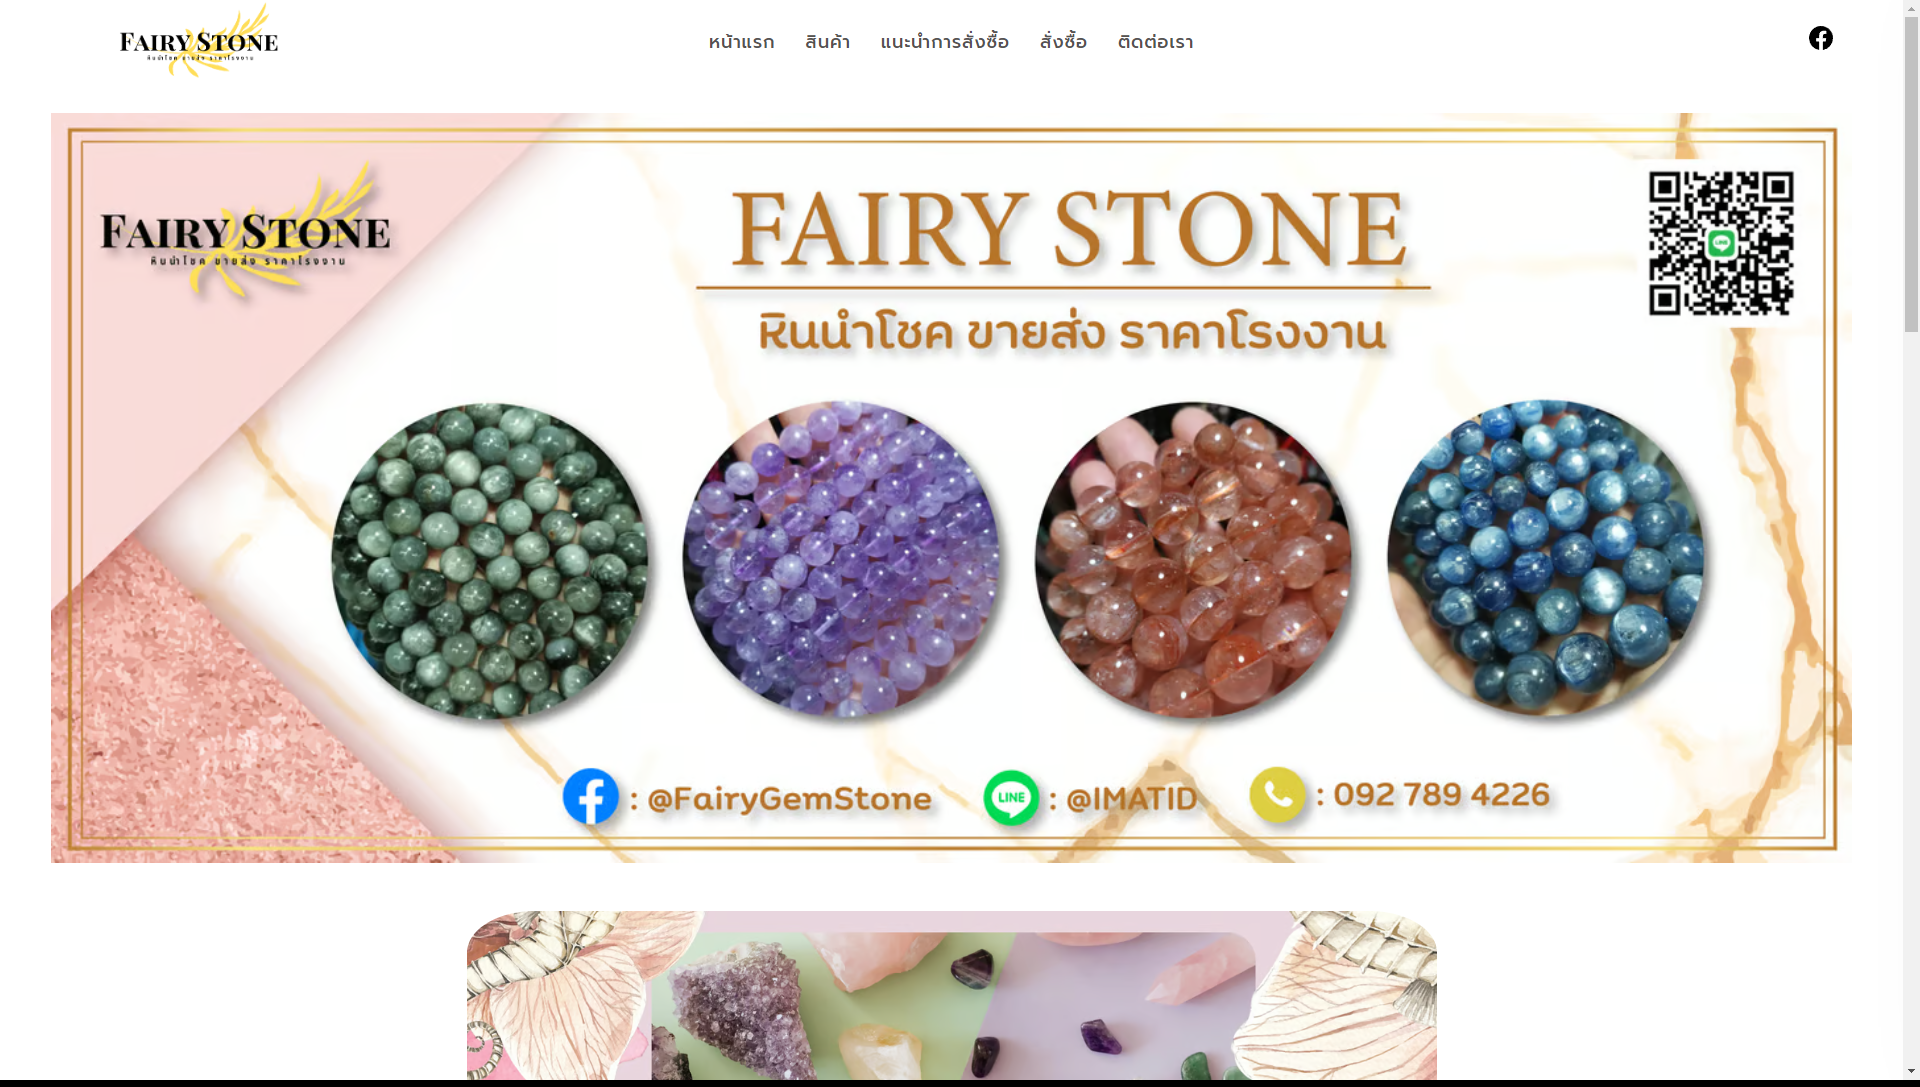 FAIRY STONE
หินนำโชค ขายส่ง ราคาโรงงาน
หน้าแรก สินค้า แนะนำการสั่งซื้อ สั่งซื้อ ติดต่อเรา
FAIRY STONE
หินนำโชค ขายส่ง ราคาโรงงาน
FAIRY STONE
หินนำโชค ขายส่ง ราคาโรงงาน
LINE
: @FairyGemStone
LINE : @IMATID
: 092 789 4226